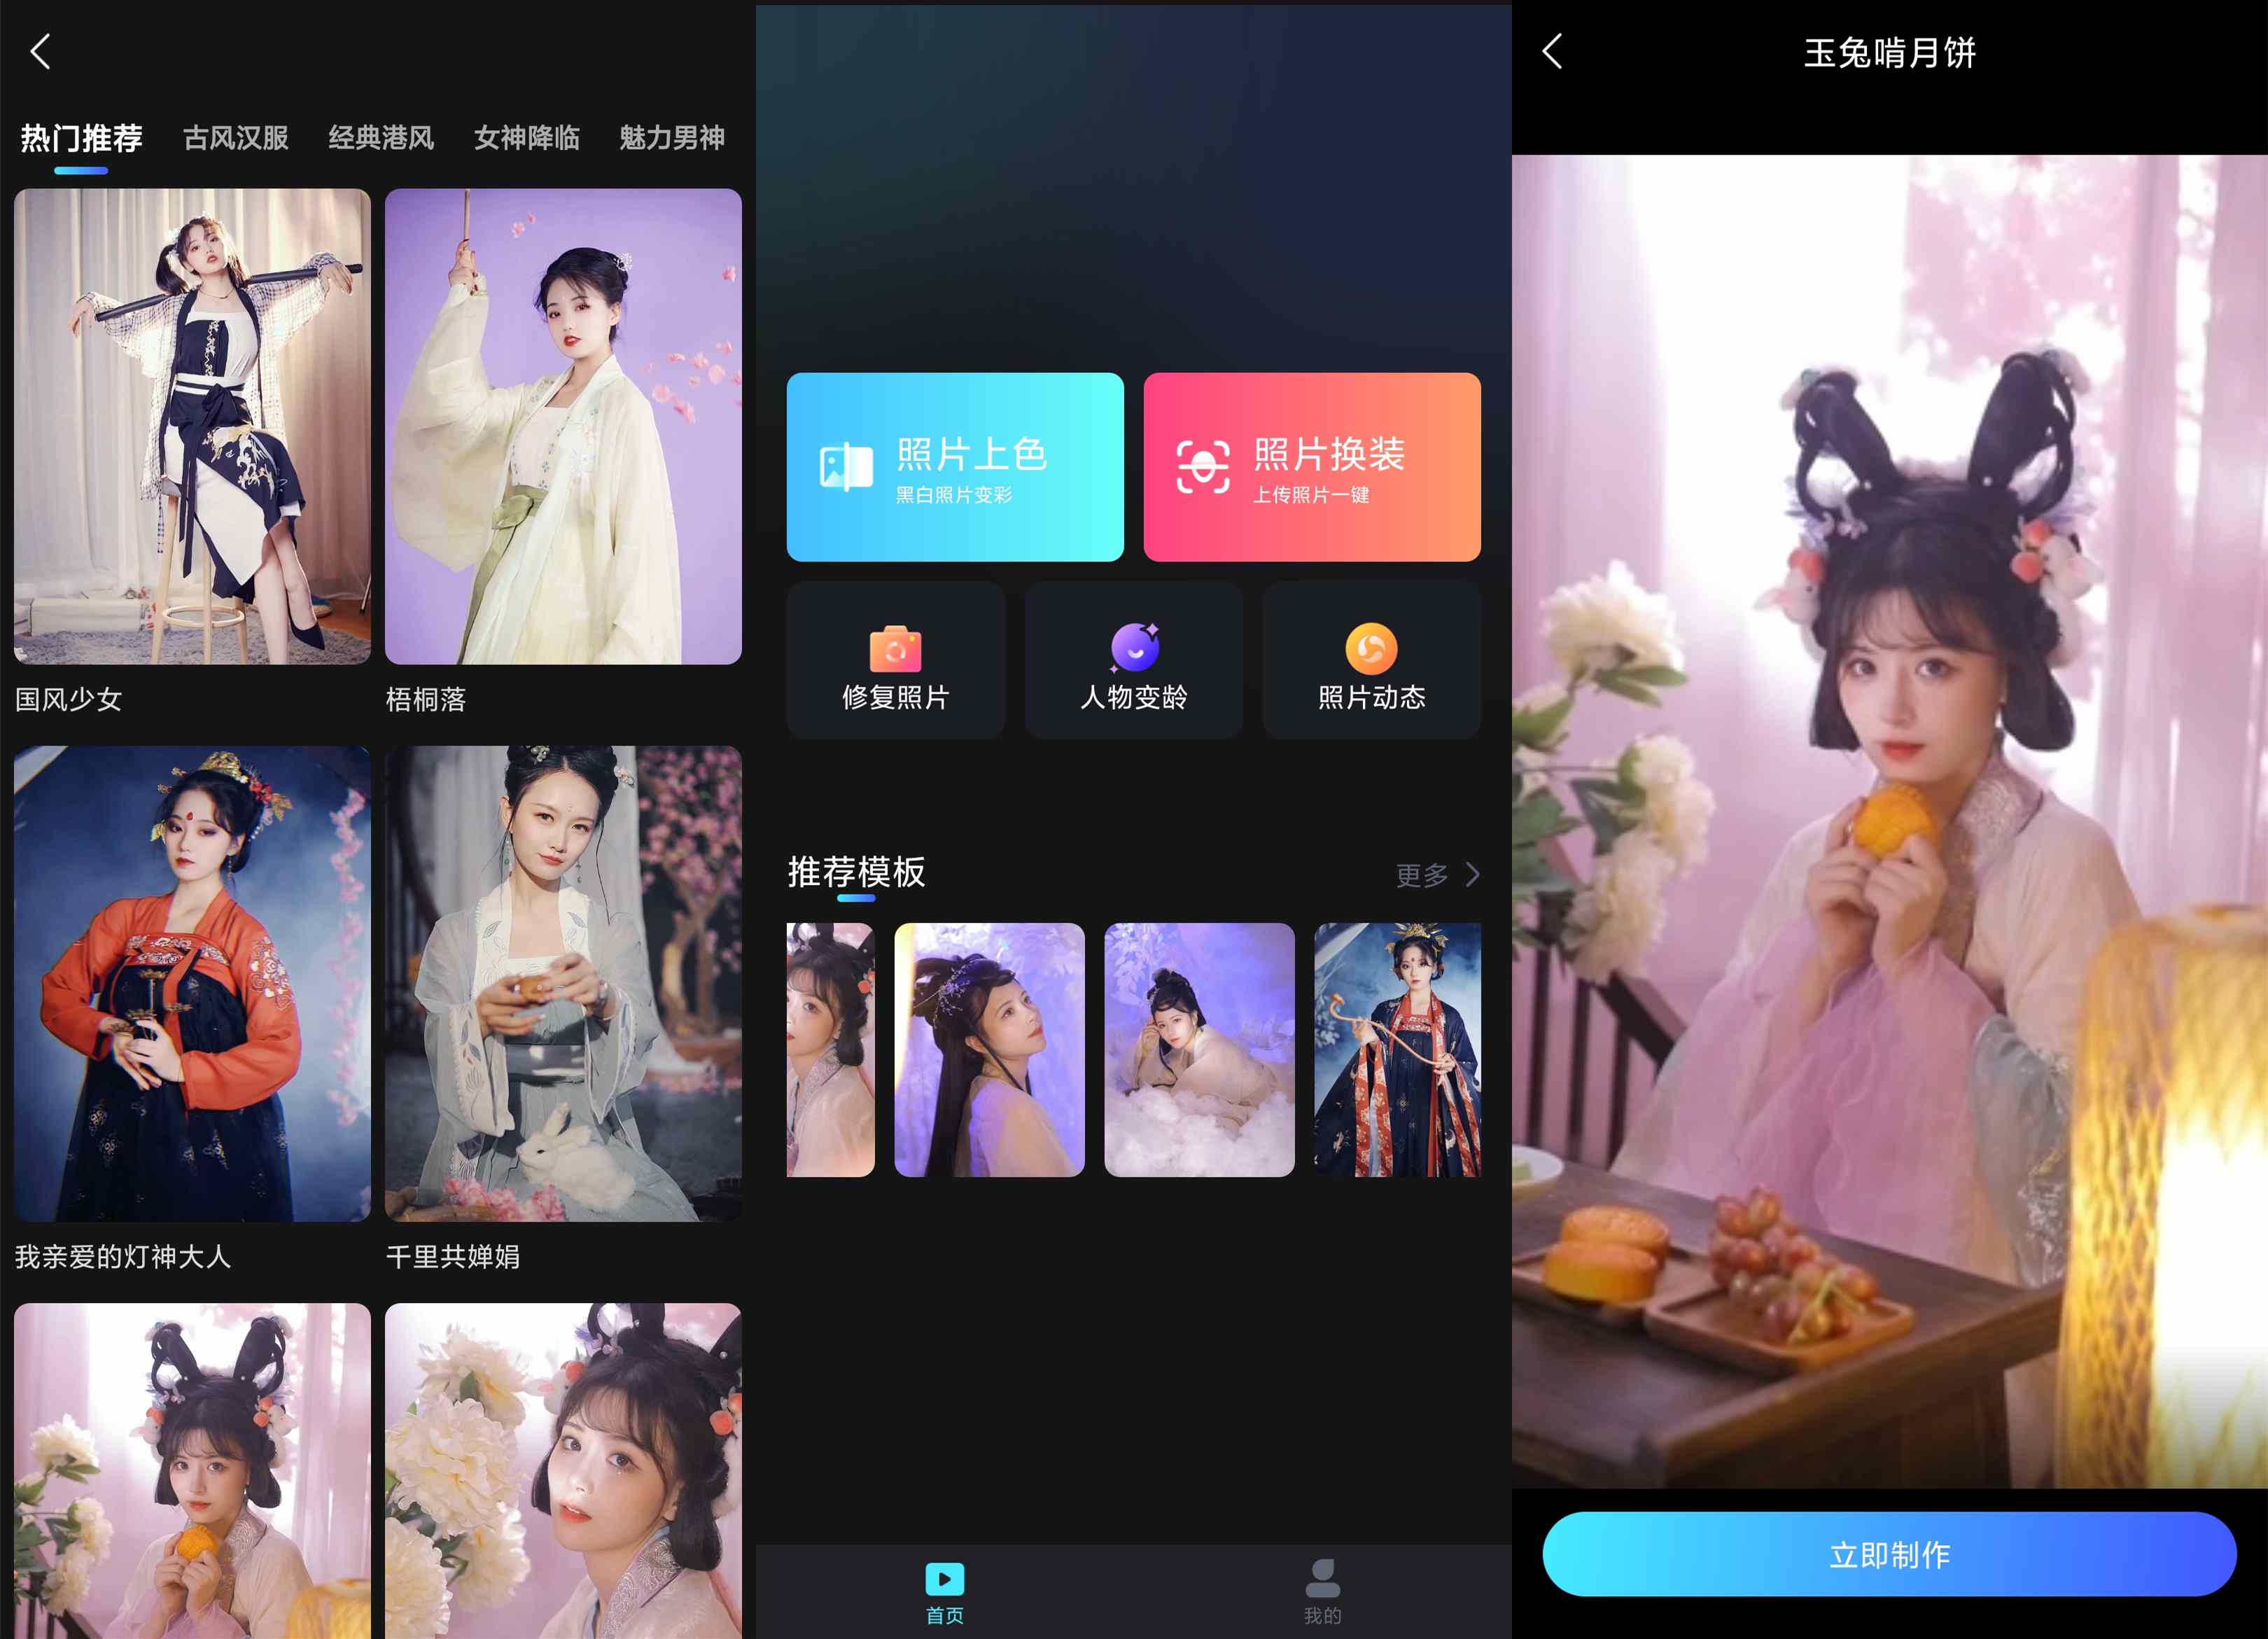 热门推荐
古风汉服
经典港风
女神降临
魅力男神
国风少女
梧桐落
我亲爱的灯神大人
千里共婵娟
照片上色
黑白照片变彩
照片换装
上传照片一键
修复照片
人物变龄
照片动态
推荐模板
更多
首页
我的
玉兔啃月饼
立即制作